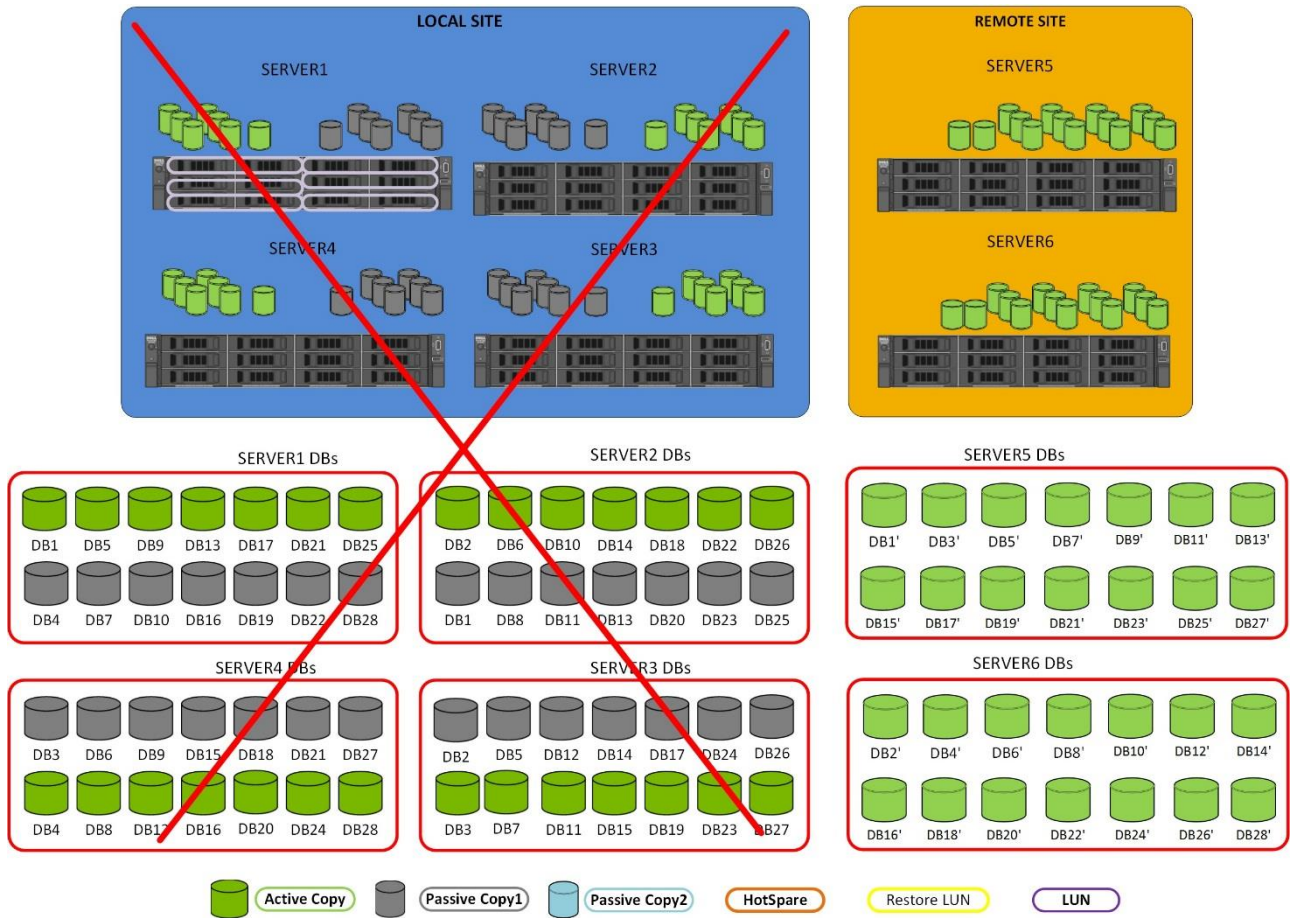 LOCAL SITE
REMOTE SITE
SERVER1
SERVER2
SERVER5
SERVER4
SERVER3
SERVER6
SERVER1 DBs
SERVER2 DBs
SERVER5 DBs
DB1 DB5 DB9 DB13 DB17 DB21 DB25
DB4 DB7 DB10 DB16 DB19 DB22 DB28
DB2 DB6 DB10 DB14 DB18 DB22 DB26
DB1 DB8 DB11 DB13 DB20 DB23 DB25
DB1' DB3' DB5' DB7' DB9' DB11' DB13'
DB15' DB17' DB19' DB21' DB23' DB25' DB27'
SERVER4 DBs
SERVER3 DBs
SERVER6 DBs
DB3 DB6 DB9 DB15 DB18 DB21 DB27
DB4 DB8 DB12 DB16 DB20 DB24 DB28
DB2 DB5 DB12 DB14 DB17 DB24 DB26
DB3 DB7 DB11 DB15 DB19 DB23 DB27
DB2' DB4' DB6' DB8' DB10' DB12' DB14'
DB16' DB18' DB20' DB22' DB24' DB26' DB28'
Active Copy
Passive Copy1
Passive Copy2
HotSpare
Restore LUN
LUN